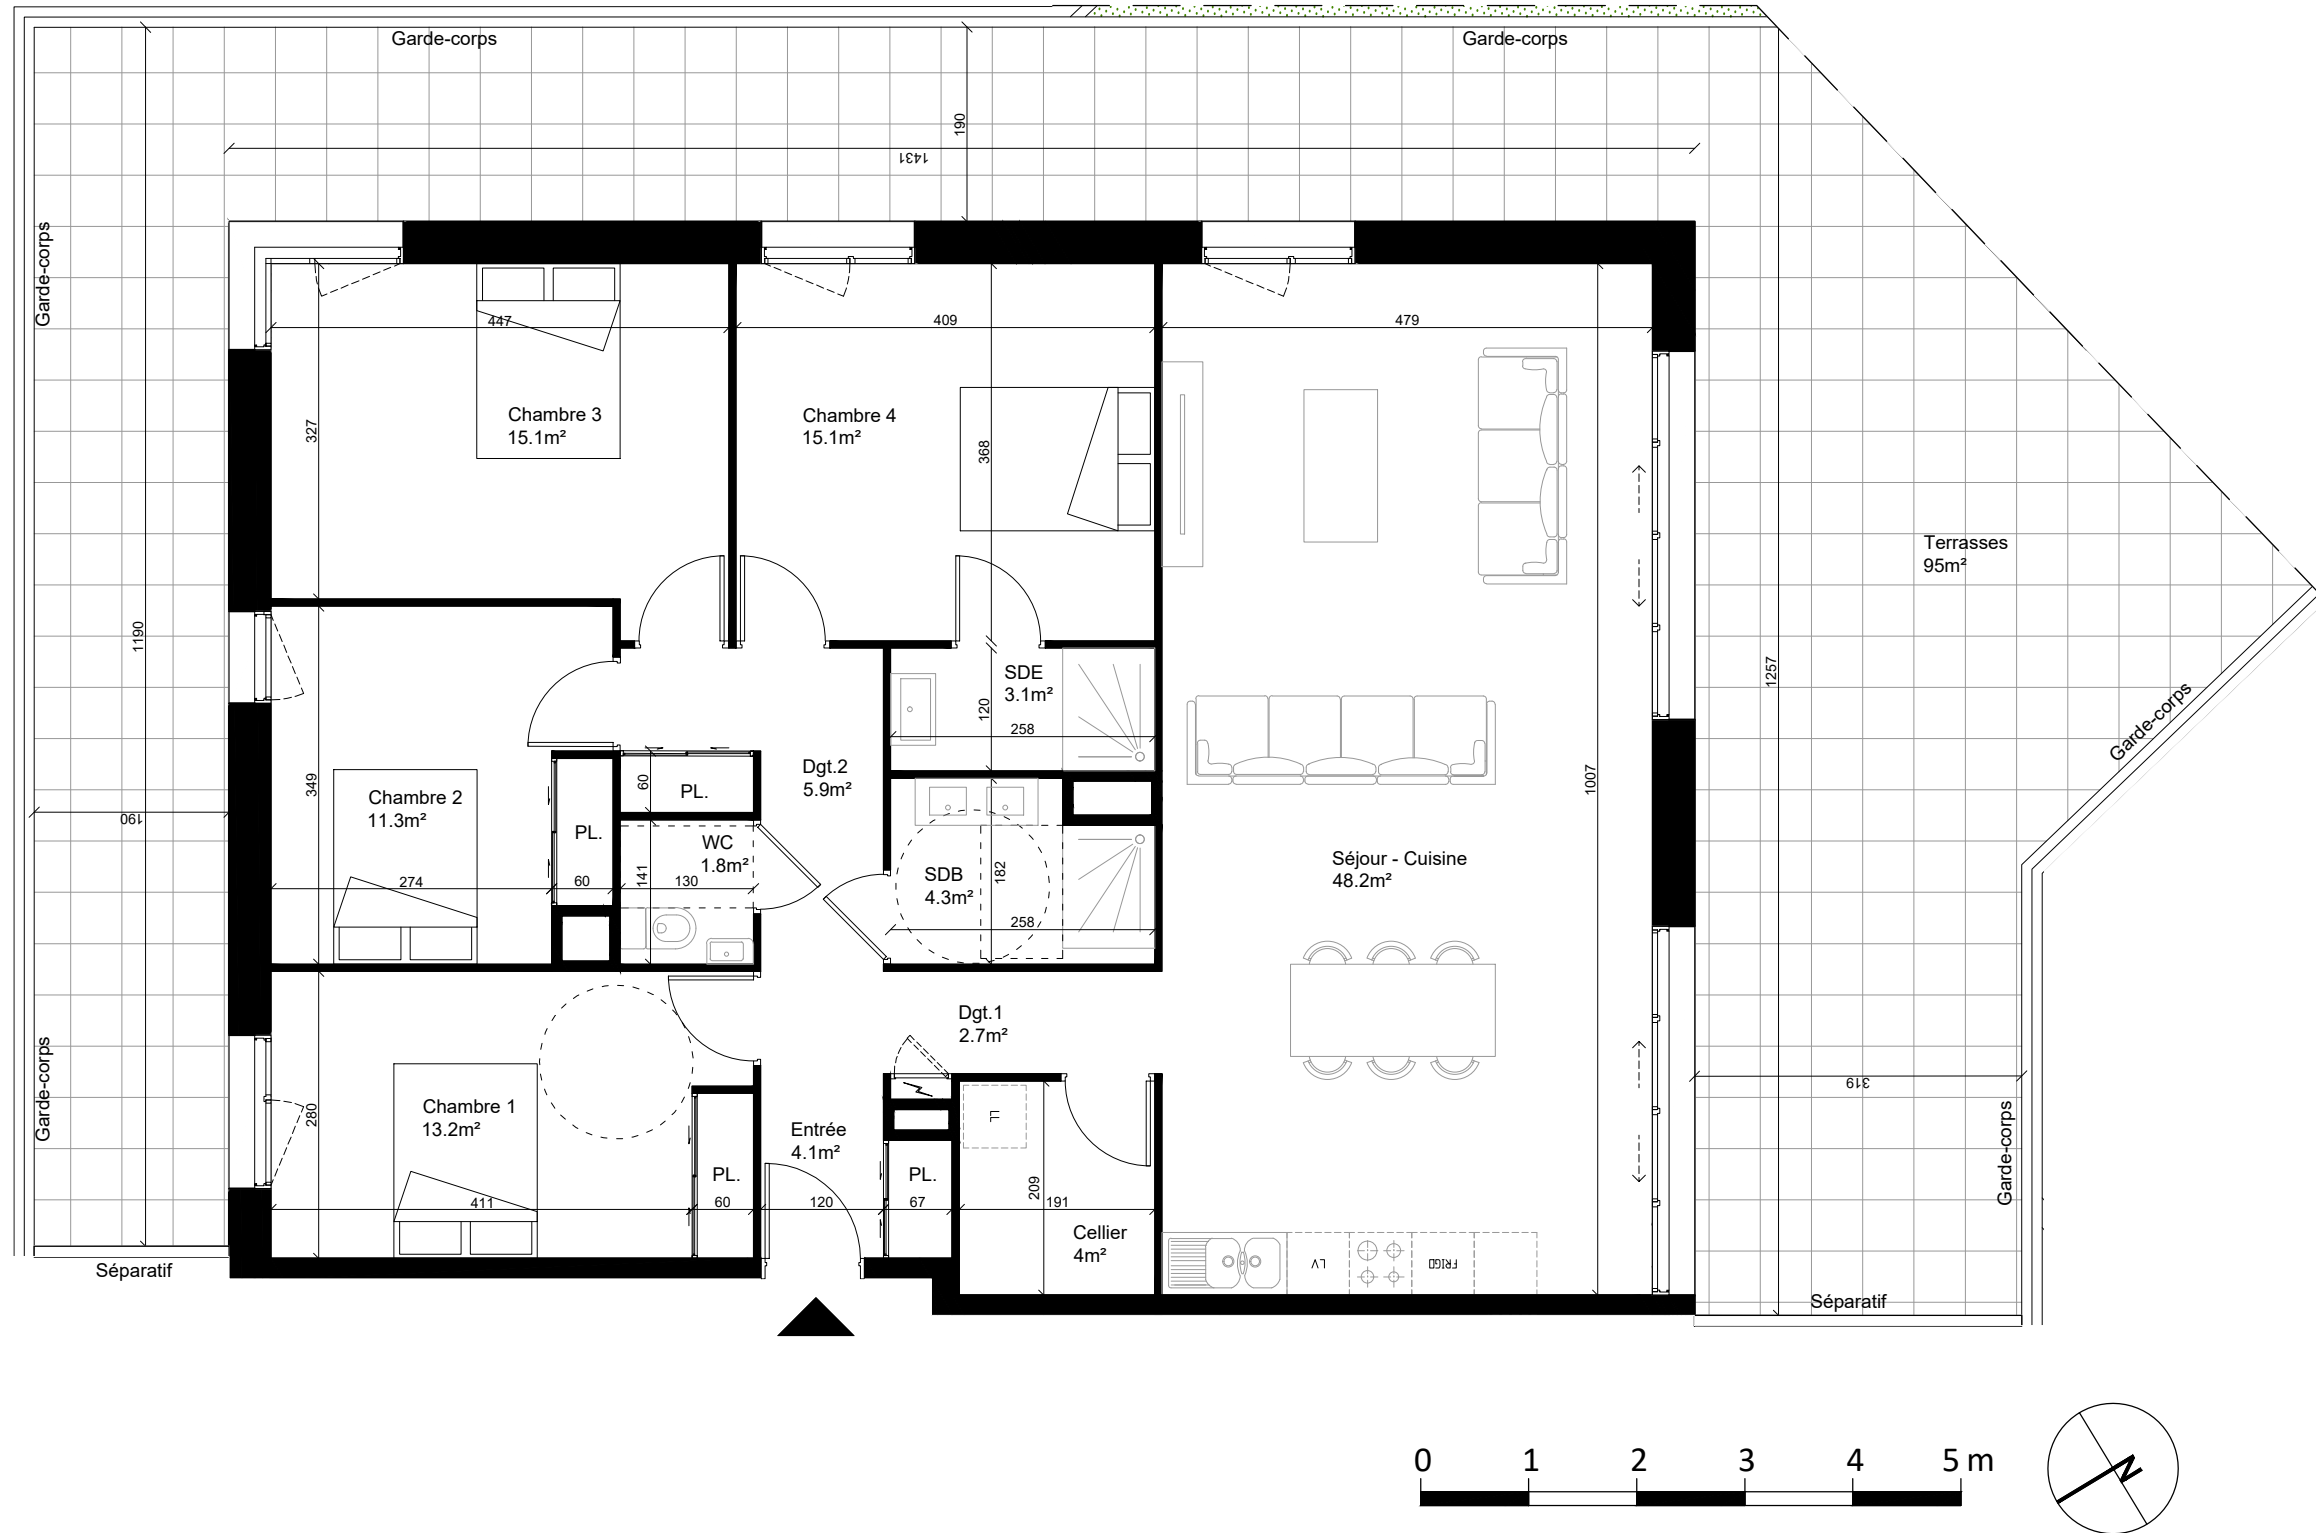 Garde-corps
Garde-corps
190
1431
Garde-corps
447
409
479
327
Chambre 3
15.1m²
Chambre 4
15.1m²
368
Terrasses
95m²
1190
SDE
3.1m²
120
258
1257
Garde-corps
349
Chambre 2
11.3m²
60
PL.
Dgt.2
5.9m²
1007
190
PL.
WC
1.8m²
141
130
274
60
SDB
4.3m²
182
258
Séjour - Cuisine
48.2m²
Dgt.1
2.7m²
Garde-corps
280
Chambre 1
13.2m²
Entrée
4.1m²
LL
319
Garde-corps
PL.
PL.
411
60
120
67
209
191
Cellier
4m²
LV
FRIGO
Séparatif
Séparatif
0 1 2 3 4 5 m
N